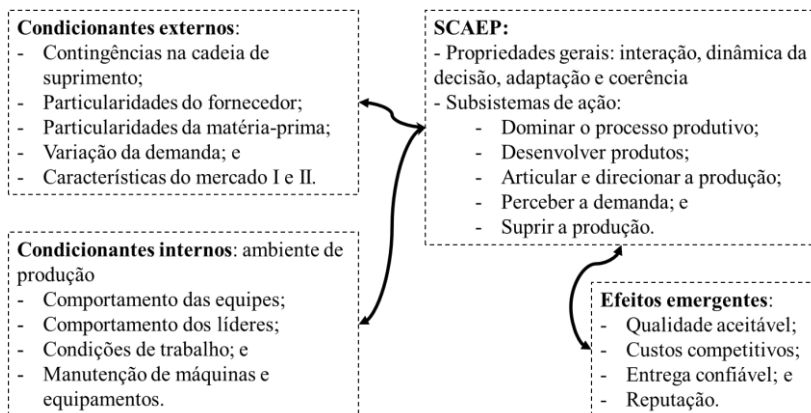 Condicionantes externos:
- Contingências na cadeia de
suprimento;
- Particularidades do fornecedor;
- Particularidades da matéria-prima;
- Variação da demanda; e
- Características do mercado I e II.
Condicionantes internos: ambiente de
produção
- Comportamento das equipes;
- Comportamento dos líderes;
- Condições de trabalho; e
- Manutenção de máquinas e
equipamentos.
SCAEP:
- Propriedades gerais: interação, dinâmica da
decisão, adaptação e coerência
- Subsistemas de ação:
- Dominar o processo produtivo;
- Desenvolver produtos;
- Articular e direcionar a produção;
- Perceber a demanda; e
- Suprir a produção.
Efeitos emergentes:
- Qualidade aceitável;
- Custos competitivos;
- Entrega confiável; e
- Reputação.